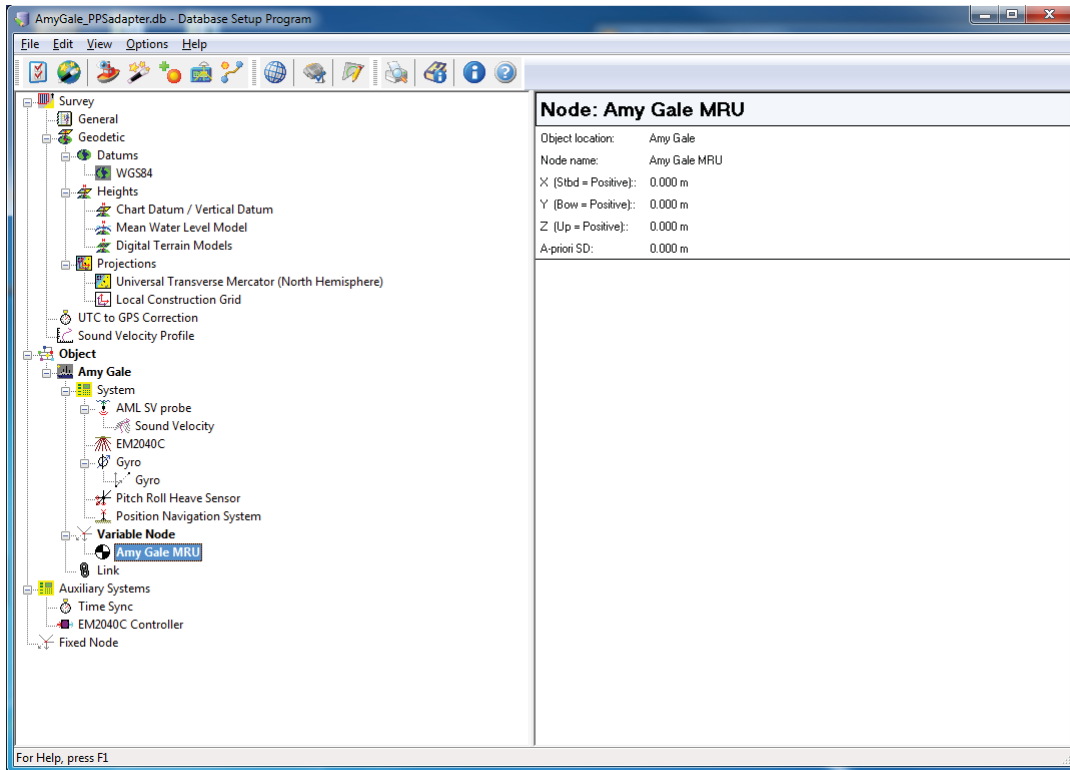 AmyGale_PPSadapter.db - Database Setup Program
File Edit View Options Help
Survey
General
Geodetic
Datums
WGS84
Heights
Chart Datum / Vertical Datum
Mean Water Level Model
Digital Terrain Models
Projections
Universal Transverse Mercator (North Hemisphere)
Local Construction Grid
UTC to GPS Correction
Sound Velocity Profile
Object
Amy Gale
System
AML SV probe
Sound Velocity
EM2040C
Gyro
Gyro
Pitch Roll Heave Sensor
Position Navigation System
Variable Node
Amy Gale MRU
Link
Auxiliary Systems
Time Sync
EM2040C Controller
Fixed Node
Node: Amy Gale MRU
Object location: Amy Gale
Node name: Amy Gale MRU
X (Stbd = Positive):: 0.000 m
Y (Bow = Positive):: 0.000 m
Z (Up = Positive):: 0.000 m
A-priori SD: 0.000 m
For Help, press F1